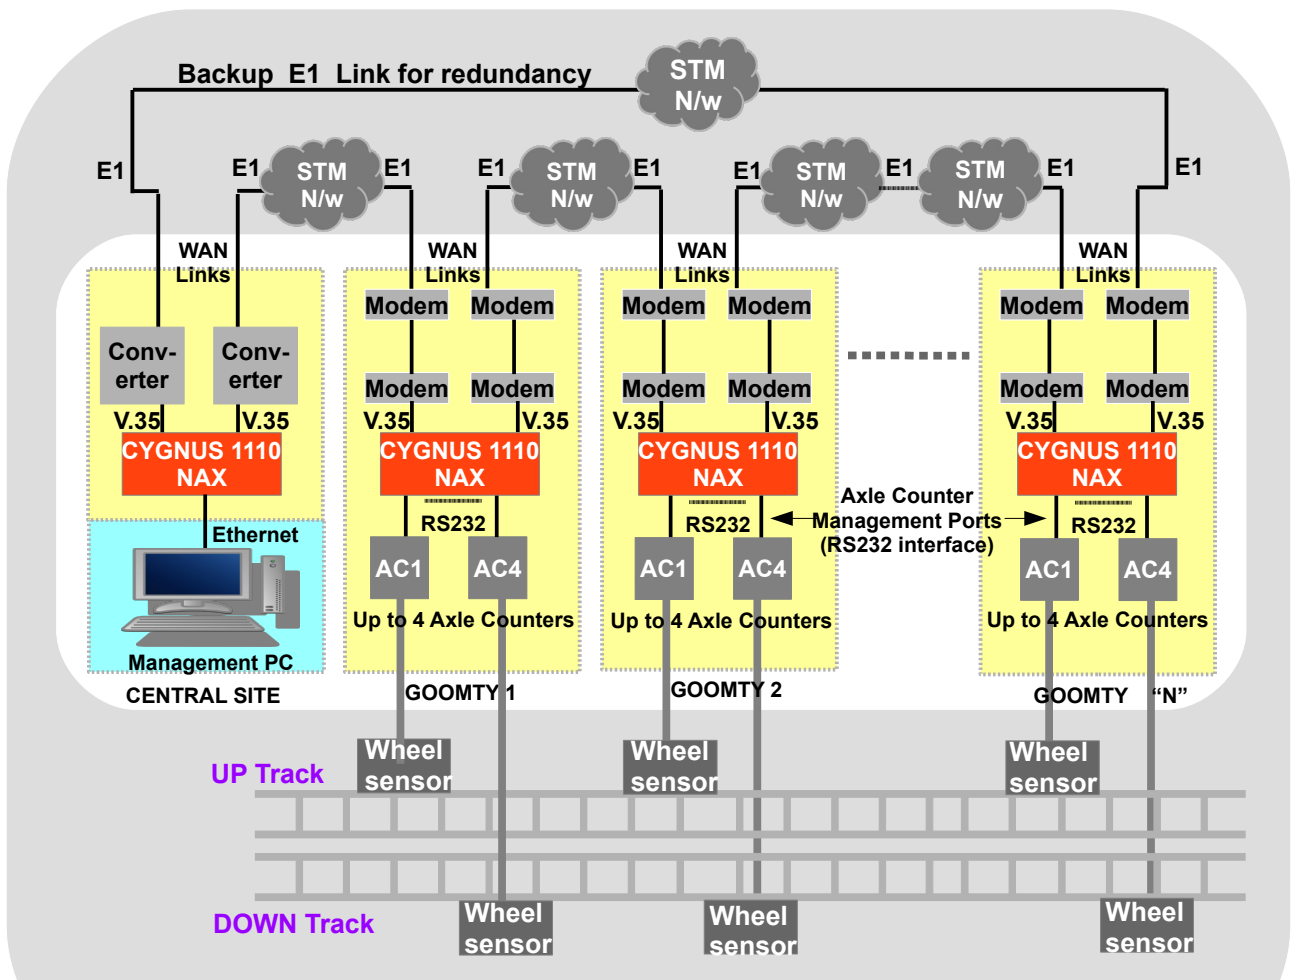 Backup E1 Link for redundancy
STM
N/w
E1
E1
STM
N/w
E1
E1
STM
N/w
E1
E1
STM
N/w
E1
STM
N/w
E1
E1
WAN
Links
WAN
Links
WAN
Links
WAN
Links
Conv-
erter
Conv-
erter
V.35
V.35
CYGNUS 1110
NAX
Ethernet
Management PC
CENTRAL SITE
Modem
Modem
Modem
Modem
V.35
V.35
CYGNUS 1110
NAX
RS232
AC1
AC4
Up to 4 Axle Counters
GOOMTY 1
Modem
Modem
Modem
Modem
V.35
V.35
CYGNUS 1110
NAX
RS232
AC1
AC4
Up to 4 Axle Counters
GOOMTY 2
Axle Counter
Management Ports
(RS232 interface)
Modem
Modem
Modem
Modem
V.35
V.35
CYGNUS 1110
NAX
RS232
AC1
AC4
Up to 4 Axle Counters
GOOMTY “N”
UP Track
Wheel
sensor
Wheel
sensor
Wheel
sensor
DOWN Track
Wheel
sensor
Wheel
sensor
Wheel
sensor